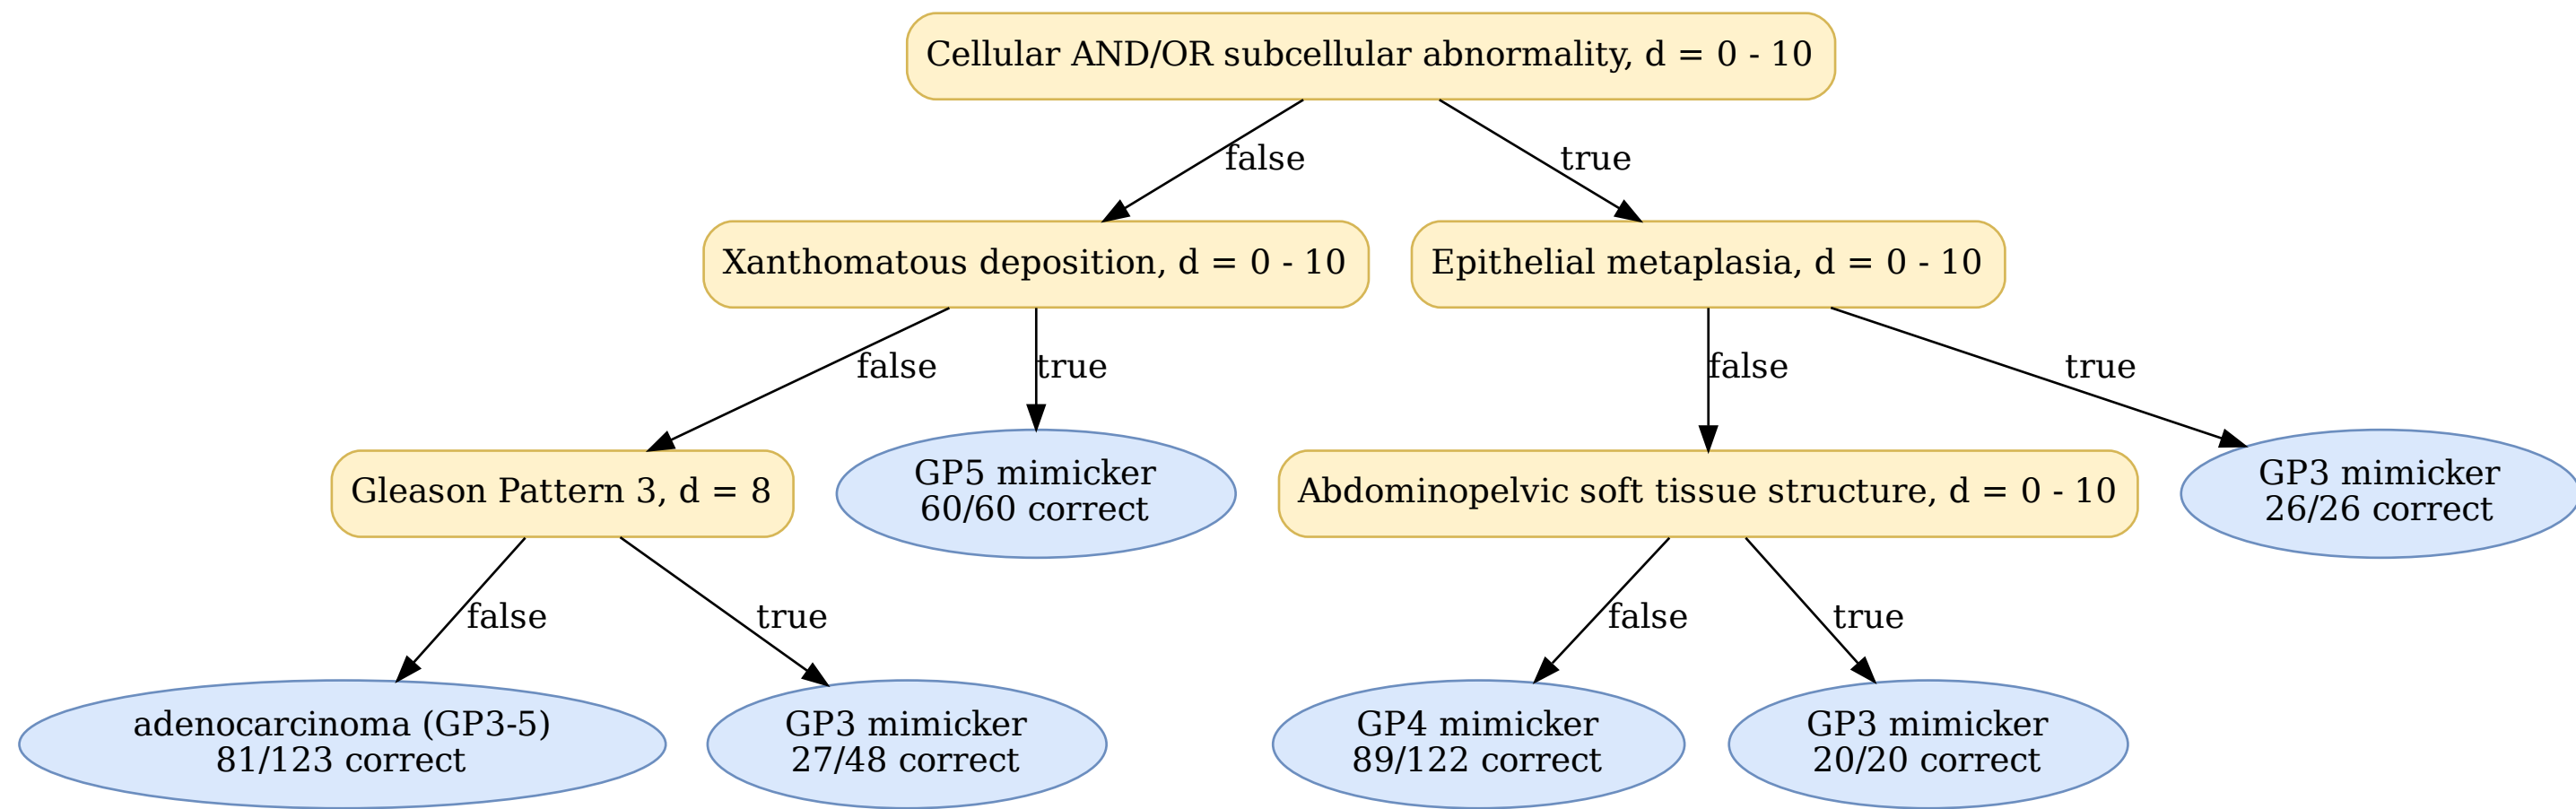 Cellular AND/OR subcellular abnormality, d = 0 - 10
false
true
Xanthomatous deposition, d = 0 - 10
Epithelial metaplasia, d = 0 - 10
false
true
false
true
Gleason Pattern 3, d = 8
GP5 mimicker
60/60 correct
Abdominopelvic soft tissue structure, d = 0 - 10
GP3 mimicker
26/26 correct
false
true
false
true
adenocarcinoma (GP3-5)
81/123 correct
GP3 mimicker
27/48 correct
GP4 mimicker
89/122 correct
GP3 mimicker
20/20 correct